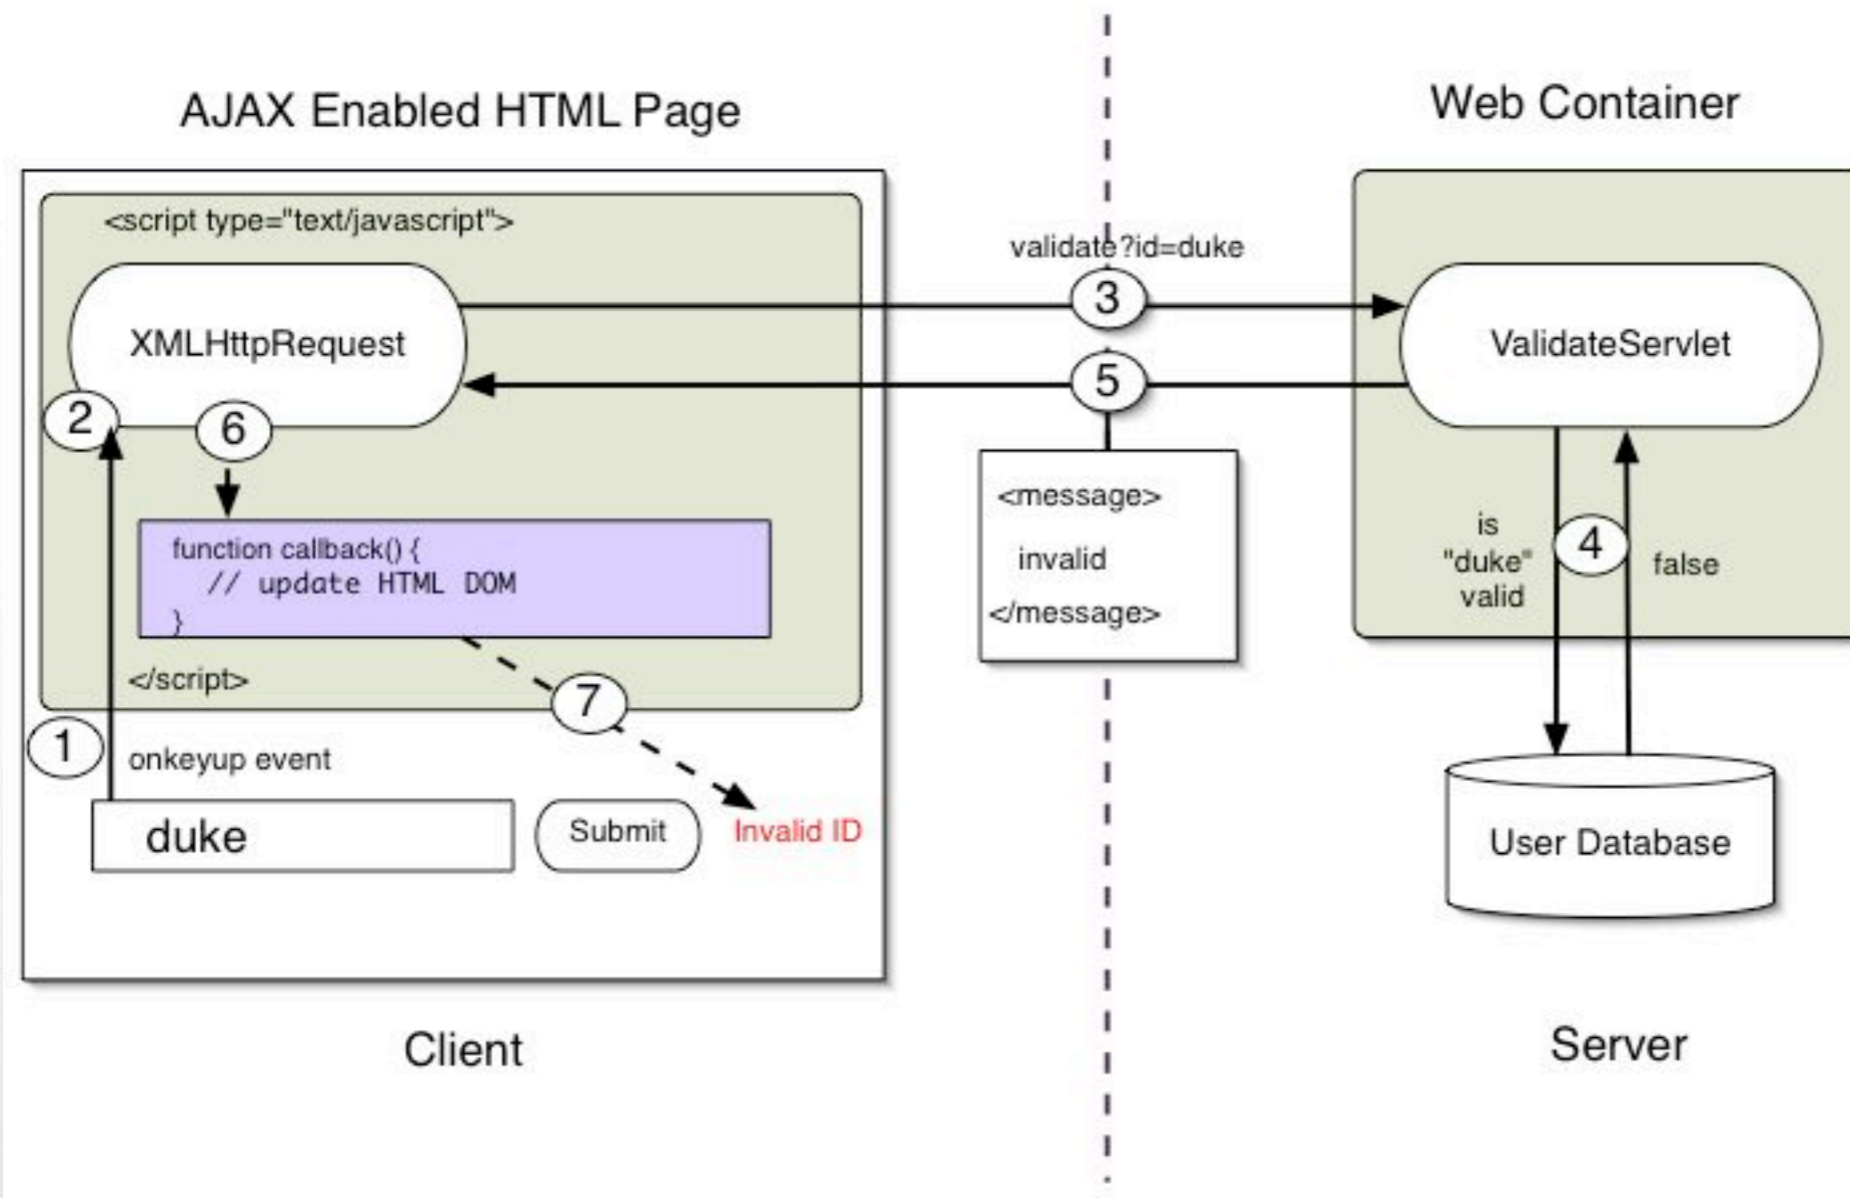 AJAX Enabled HTML Page
Web Container
<script type="text/javascript">
validate?id=duke
3
XMLHttpRequest
ValidateServlet
5
2
6
<message>
invalid
</message>
is
"duke"
valid
4
false
function callback() {
// update HTML DOM
}
</script>
7
1
onkeyup event
duke
Submit
Invalid ID
User Database
Client
Server